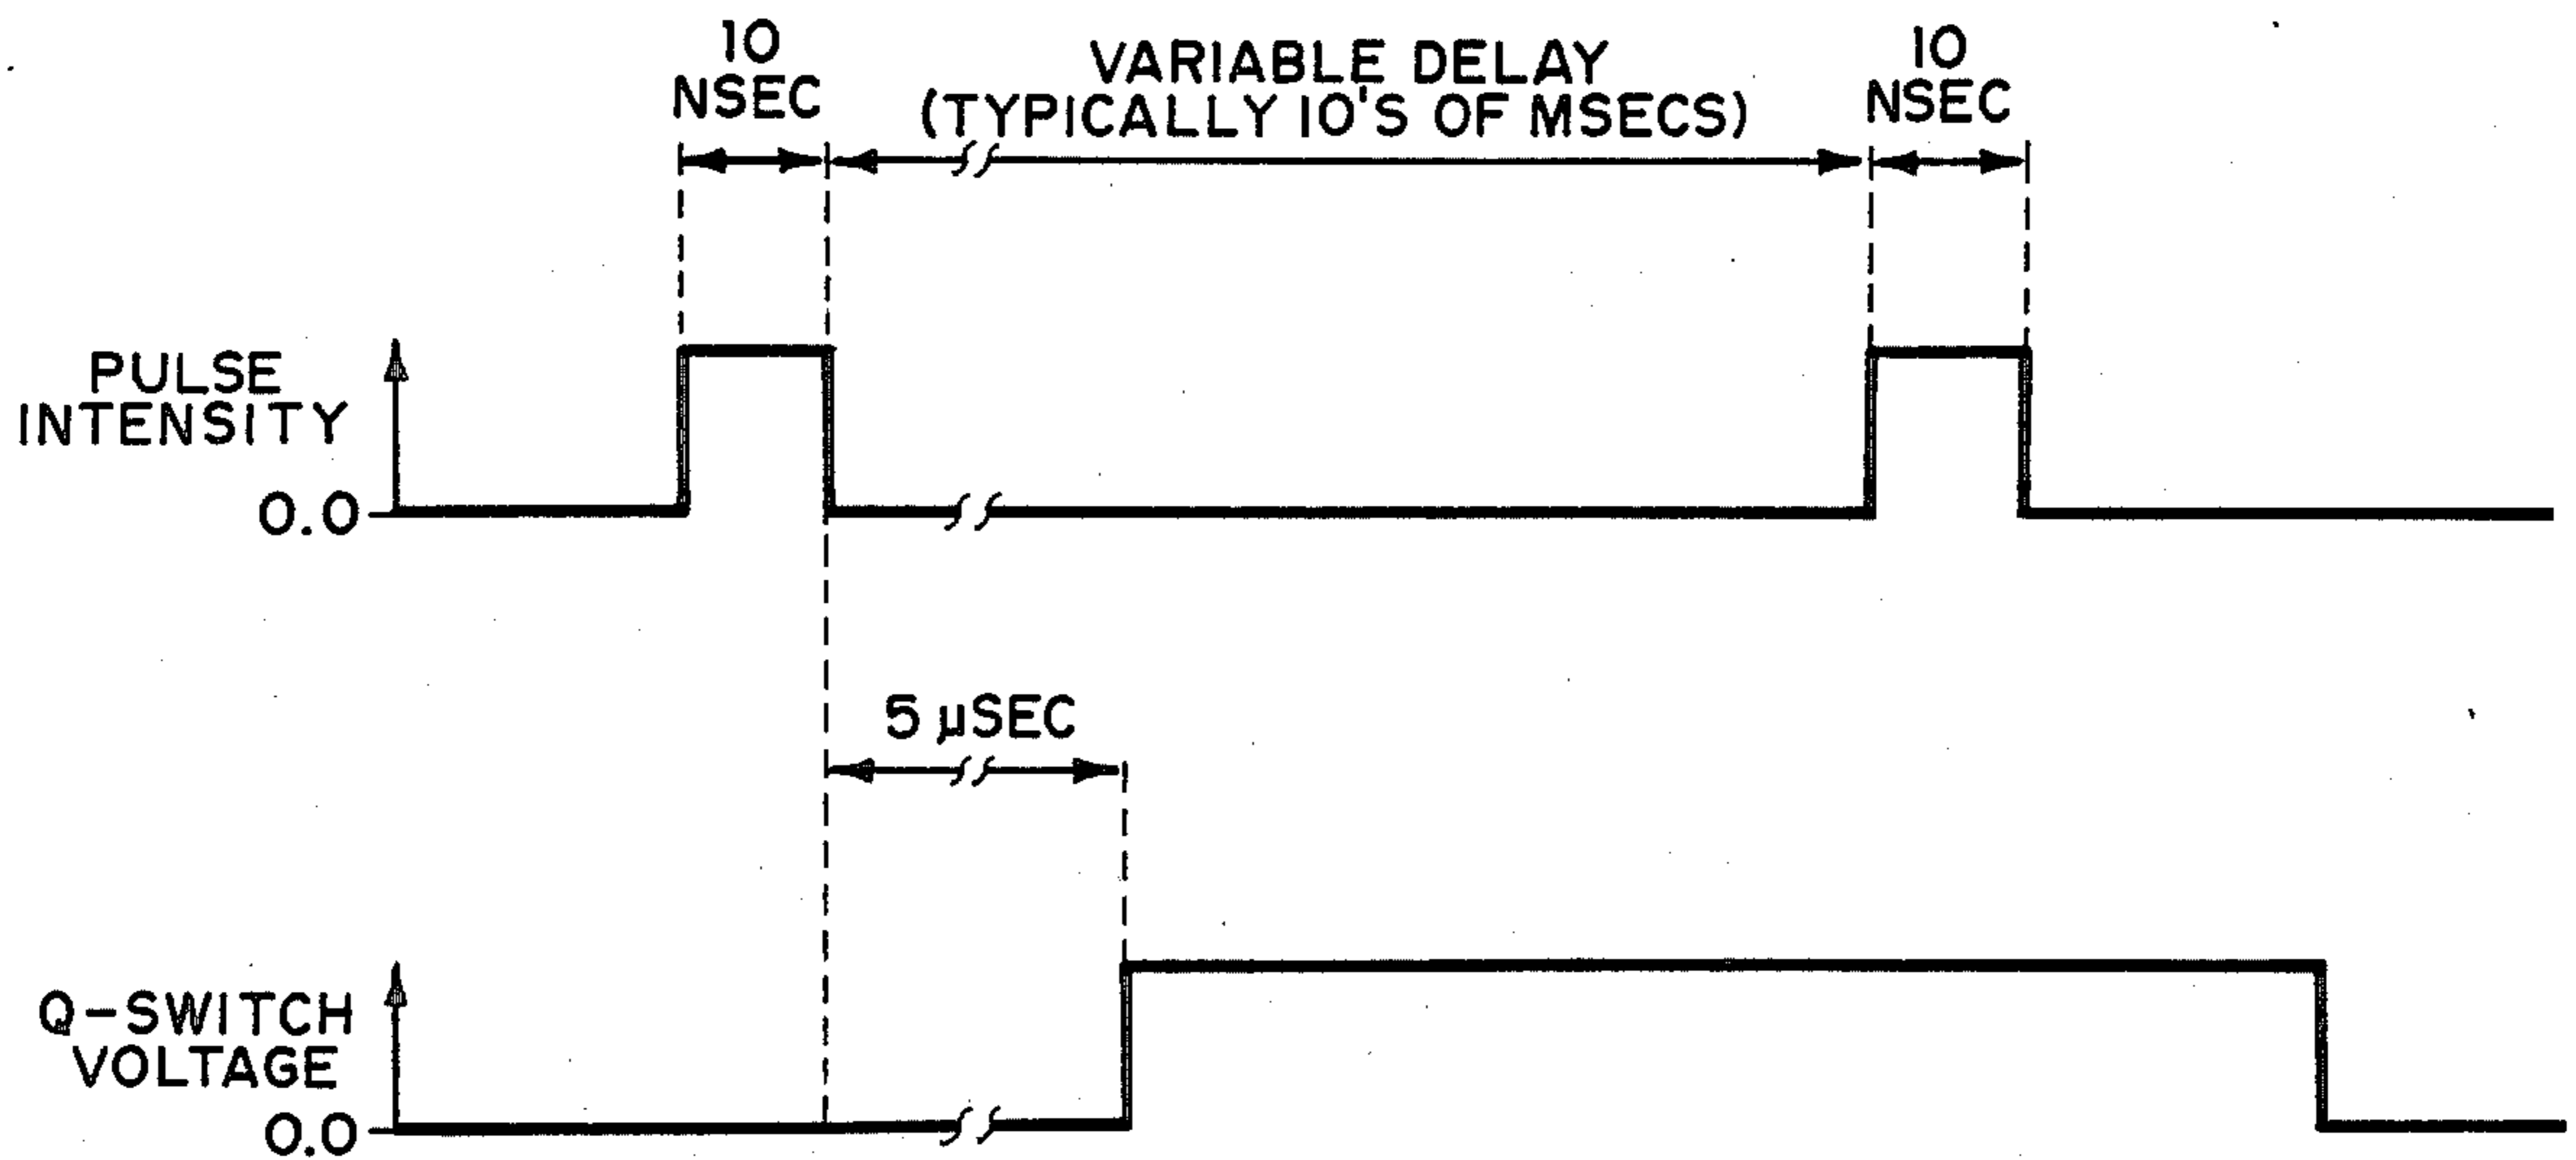 10
NSEC
VARIABLE DELAY
(TYPICALLY 10'S OF MSECS)
10
NSEC
PULSE
INTENSITY
0.0
5 µSEC
Q-SWITCH
VOLTAGE
0.0